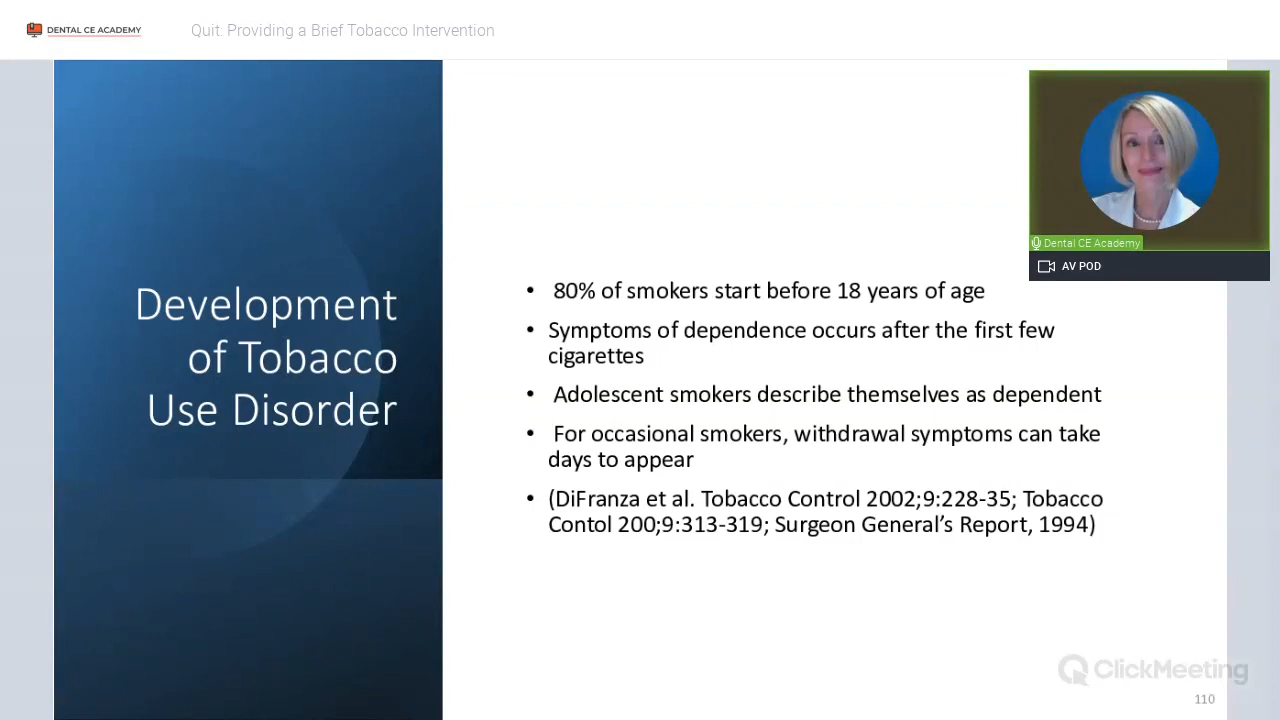 DENTAL CE ACADEMY
Quit: Providing a Brief Tobacco Intervention
Development
of Tobacco
Use Disorder
• 80% of smokers start before 18 years of age
• Symptoms of dependence occurs after the first few
cigarettes
• Adolescent smokers describe themselves as dependent
• For occasional smokers, withdrawal symptoms can take
days to appear
• (DiFranza et al. Tobacco Control 2002;9:228-35; Tobacco
Contol 200;9:313-319; Surgeon General’s Report, 1994)
Dental CE Academy
AV POD
ClickMeeting
110